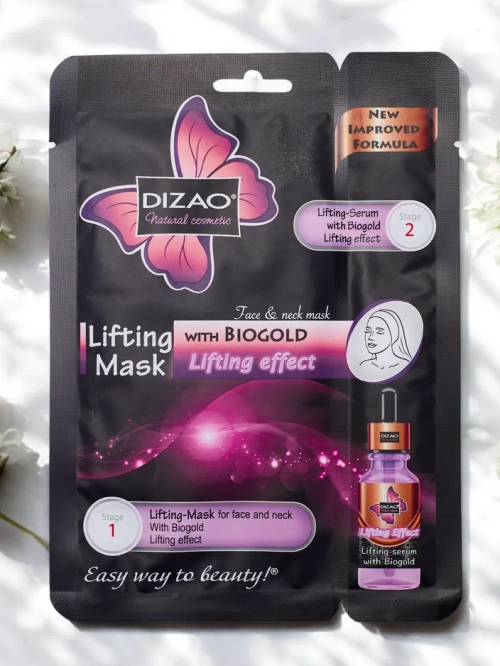 NEW
IMPROVED
FORMULA
DIZAO®
Natural cosmetic
Lifting-Serum
with Biogold
Lifting effect
Stage
2
Face & neck mask
Lifting
Mask
WITH BIOGOLD
Lifting effect
DIZAO
DIZAO
Lifting Effect
Lifting-serum
with Biogold
Stage
1
Lifting-Mask for face and neck
With Biogold
Lifting effect
Easy way to beauty!®